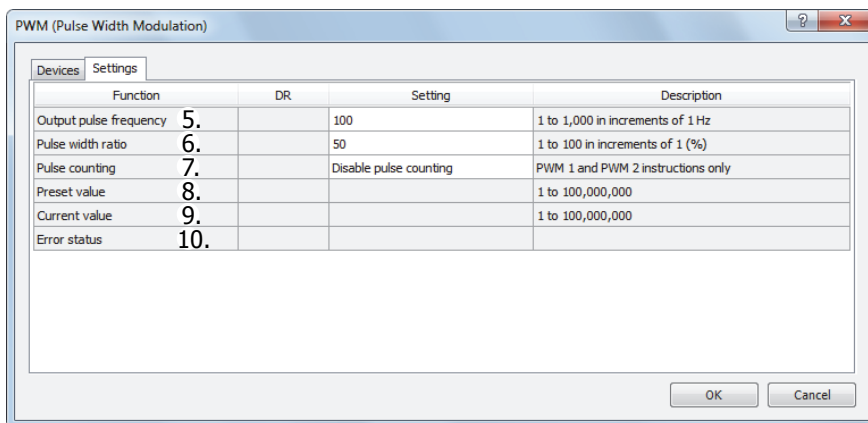 PWM (Pulse Width Modulation)
Devices Settings
Function DR Setting Description
Output pulse frequency 5. 100 1 to 1,000 in increments of 1 Hz
Pulse width ratio 6. 50 1 to 100 in increments of 1 (%)
Pulse counting 7. Disable pulse counting PWM 1 and PWM 2 instructions only
Preset value 8. 1 to 100,000,000
Current value 9. 1 to 100,000,000
Error status 10.
OK Cancel